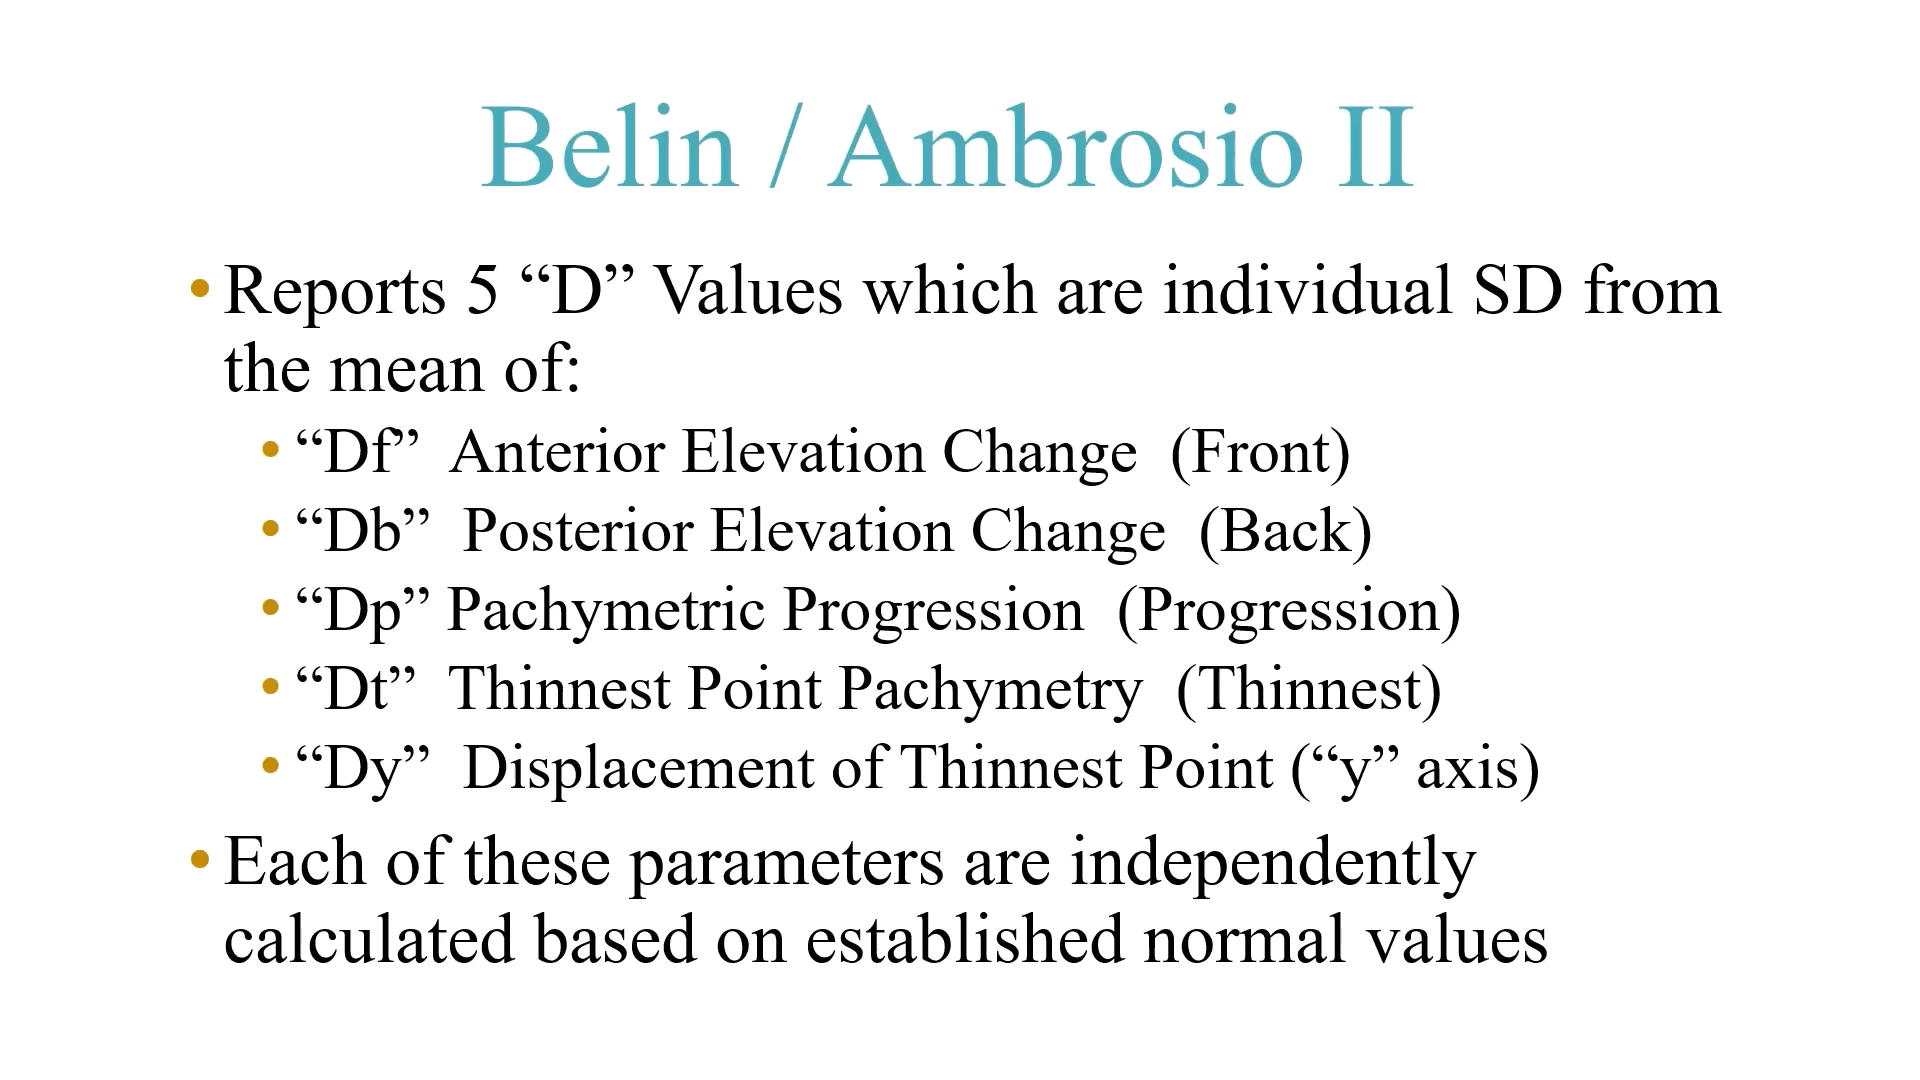 Belin / Ambrosio II
• Reports 5 “D” Values which are individual SD from
the mean of:
• “Df”  Anterior Elevation Change  (Front)
• “Db”  Posterior Elevation Change  (Back)
• “Dp” Pachymetric Progression  (Progression)
• “Dt”  Thinnest Point Pachymetry  (Thinnest)
• “Dy”  Displacement of Thinnest Point (“y” axis)
• Each of these parameters are independently
calculated based on established normal values